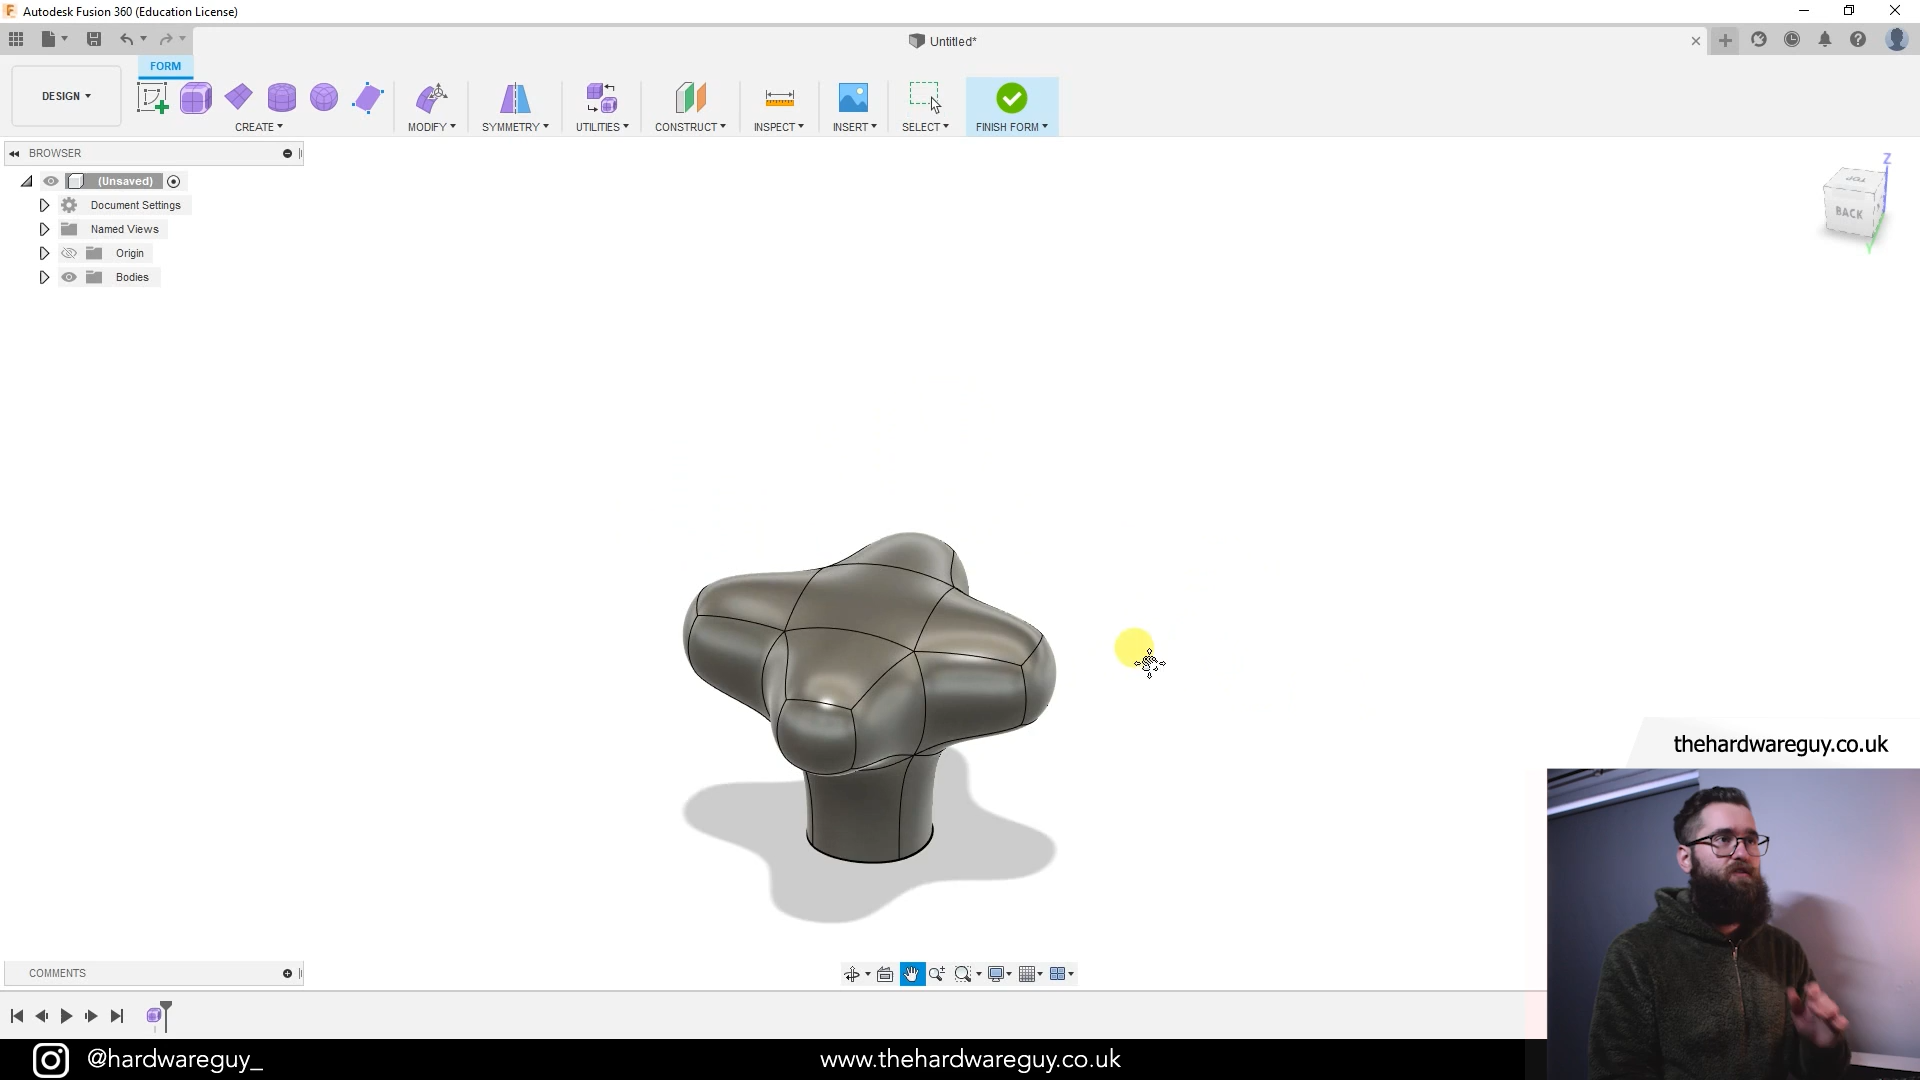 Autodesk Fusion 360 (Education License)
Untitled*
FORM
DESIGN
CREATE
MODIFY
SYMMETRY
UTILITIES
CONSTRUCT
INSPECT
INSERT
SELECT
FINISH FORM
BROWSER
(Unsaved)
Document Settings
Named Views
Origin
Bodies
Z
TOP
BACK
Y
thehardwareguy.co.uk
COMMENTS
@hardwareguy_
www.thehardwareguy.co.uk